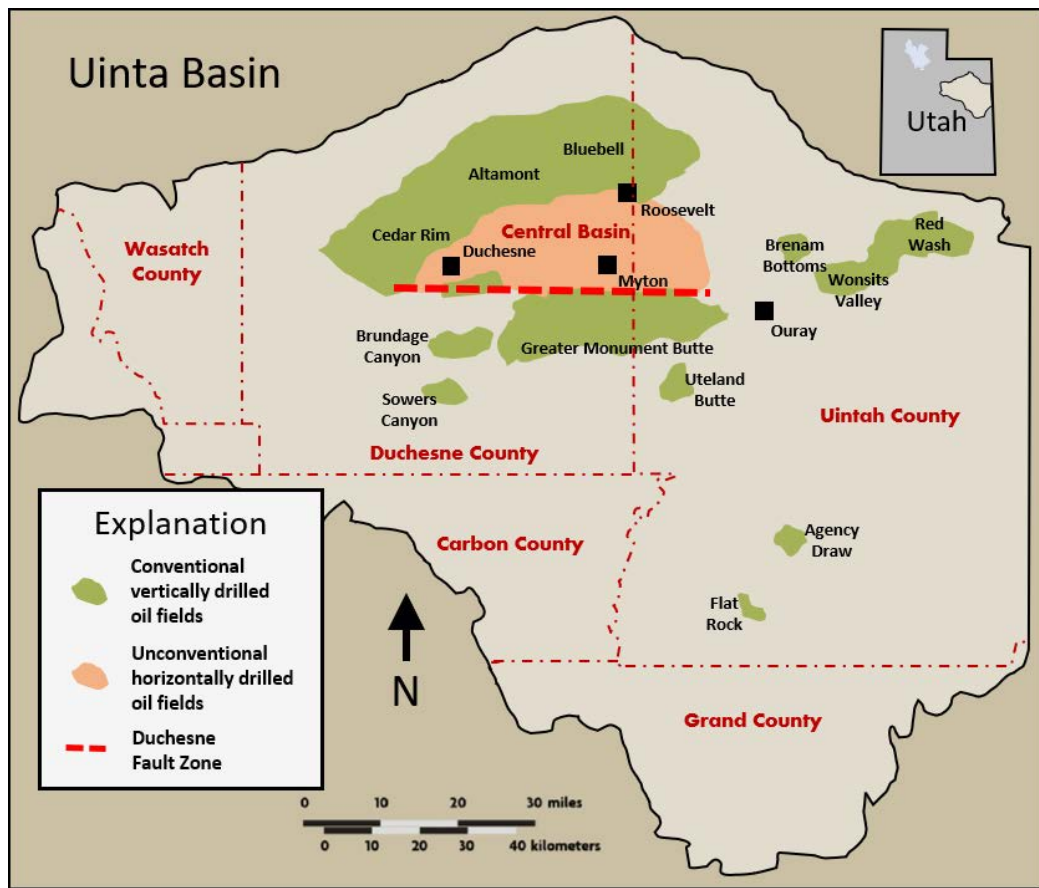 Uinta Basin
Utah
Bluebell
Altamont
Roosevelt
Central Basin
Cedar Rim
Duchesne
Myton
Wasatch
County
Red
Wash
Brenam
Bottoms
Wonsits
Valley
Ouray
Brundage
Canyon
Greater Monument Butte
Sowers
Canyon
Uteland
Butte
Uintah County
Duchesne County
Carbon County
Agency
Draw
Flat
Rock
Grand County
Explanation
Conventional
vertically drilled
oil fields
Unconventional
horizontally drilled
oil fields
Duchesne
Fault Zone
N
0 10 20 30 miles
0 10 20 30 40 kilometers